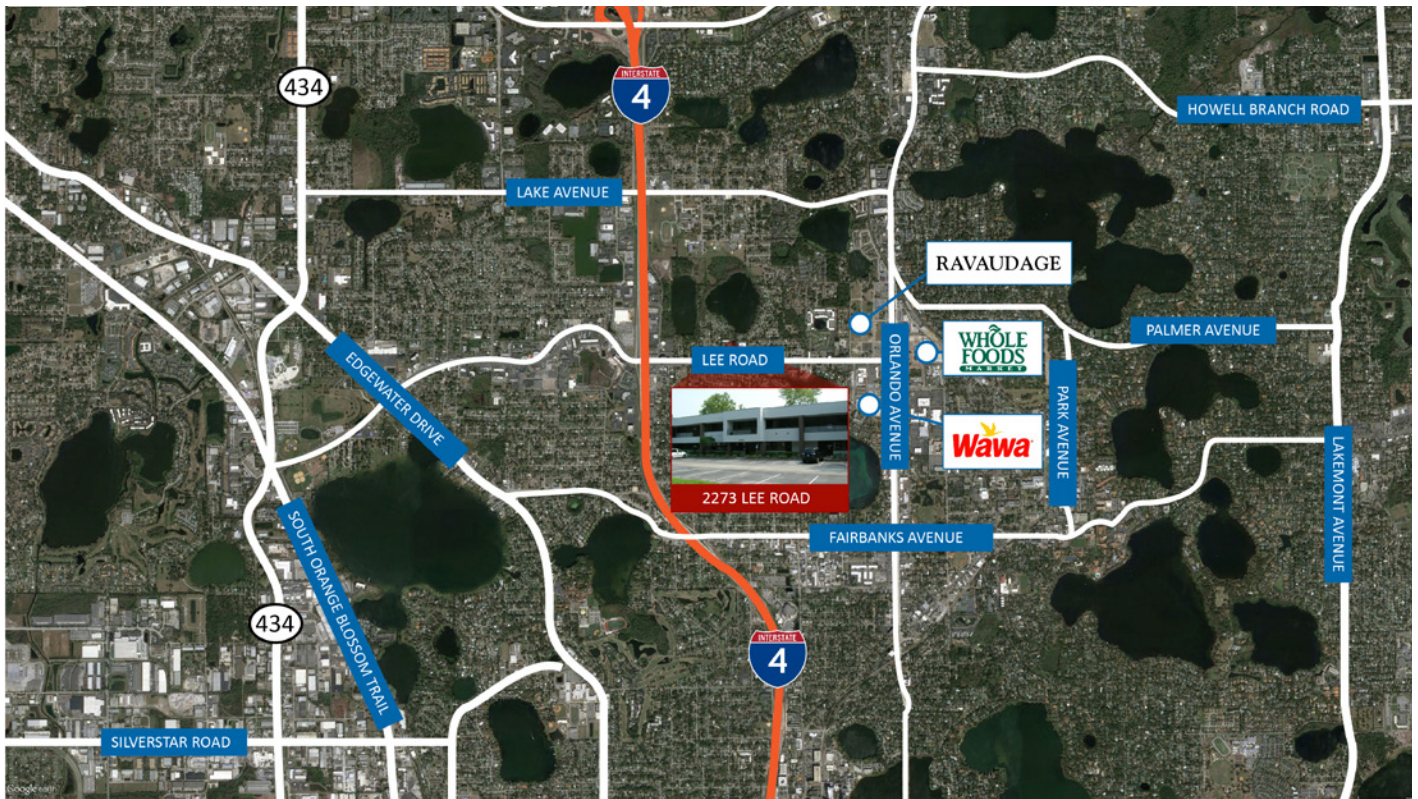 434
INTERSTATE
4
HOWELL BRANCH ROAD
LAKE AVENUE
RAVAUDAGE
PALMER AVENUE
WHOLE
FOODS
MARKET
LEE ROAD
ORLANDO AVENUE
EDGEWATER DRIVE
PARK AVENUE
Wawa
LAKEMONT AVENUE
2273 LEE ROAD
FAIRBANKS AVENUE
SOUTH ORANGE BLOSSOM TRAIL
434
INTERSTATE
4
SILVERSTAR ROAD
Google earth